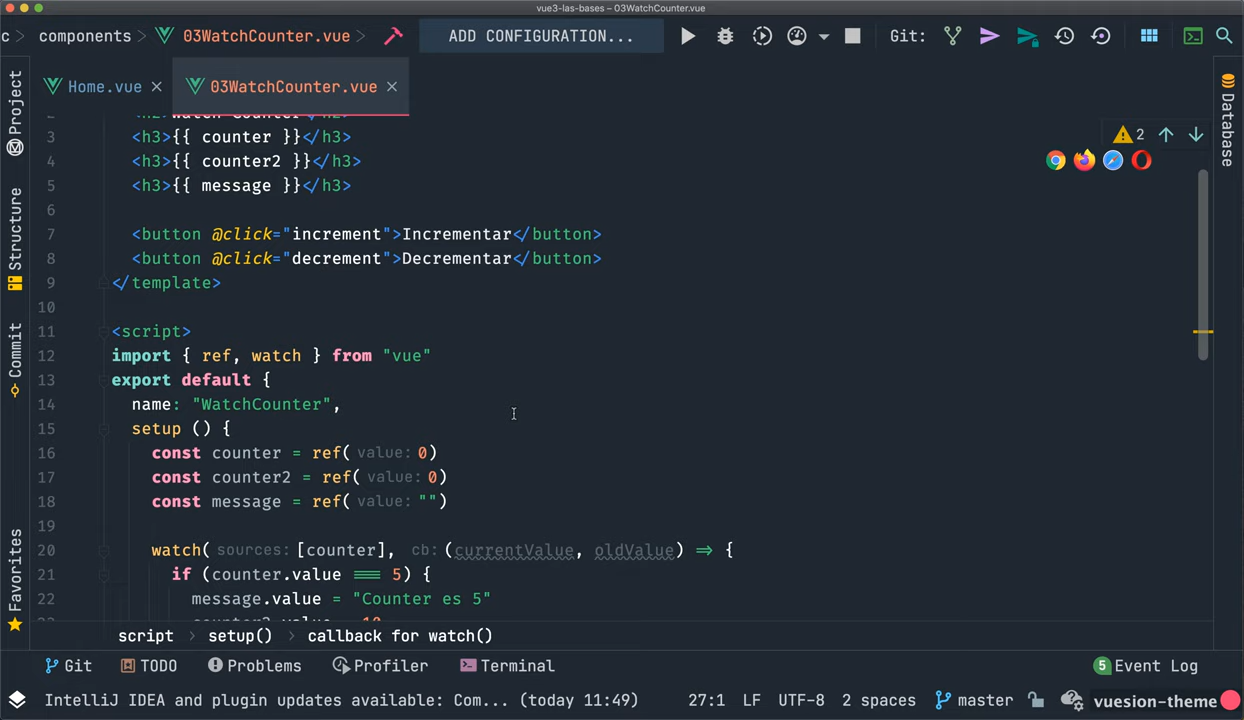 vue3-las-bases – 03WatchCounter.vue
c components 03WatchCounter.vue ADD CONFIGURATION... Git:
Home.vue 03WatchCounter.vue
3 <h3>{{ counter }}</h3>
4 <h3>{{ counter2 }}</h3>
5 <h3>{{ message }}</h3>
6
7 <button @click="increment">Incrementar</button>
8 <button @click="decrement">Decrementar</button>
9 </template>
10
11 <script>
12 import { ref, watch } from "vue"
13 export default {
14 name: "WatchCounter",
15 setup () {
16 const counter = ref( value: 0)
17 const counter2 = ref( value: 0)
18 const message = ref( value: "")
19
20 watch( sources: [counter], cb: (currentValue, oldValue) => {
21 if (counter.value === 5) {
22 message.value = "Counter es 5"
2
Project
Structure
Commit
Favorites
Database
script setup() callback for watch()
Git TODO Problems Profiler Terminal 5 Event Log
IntelliJ IDEA and plugin updates available: Com... (today 11:49) 27:1 LF UTF-8 2 spaces master vuesion-theme